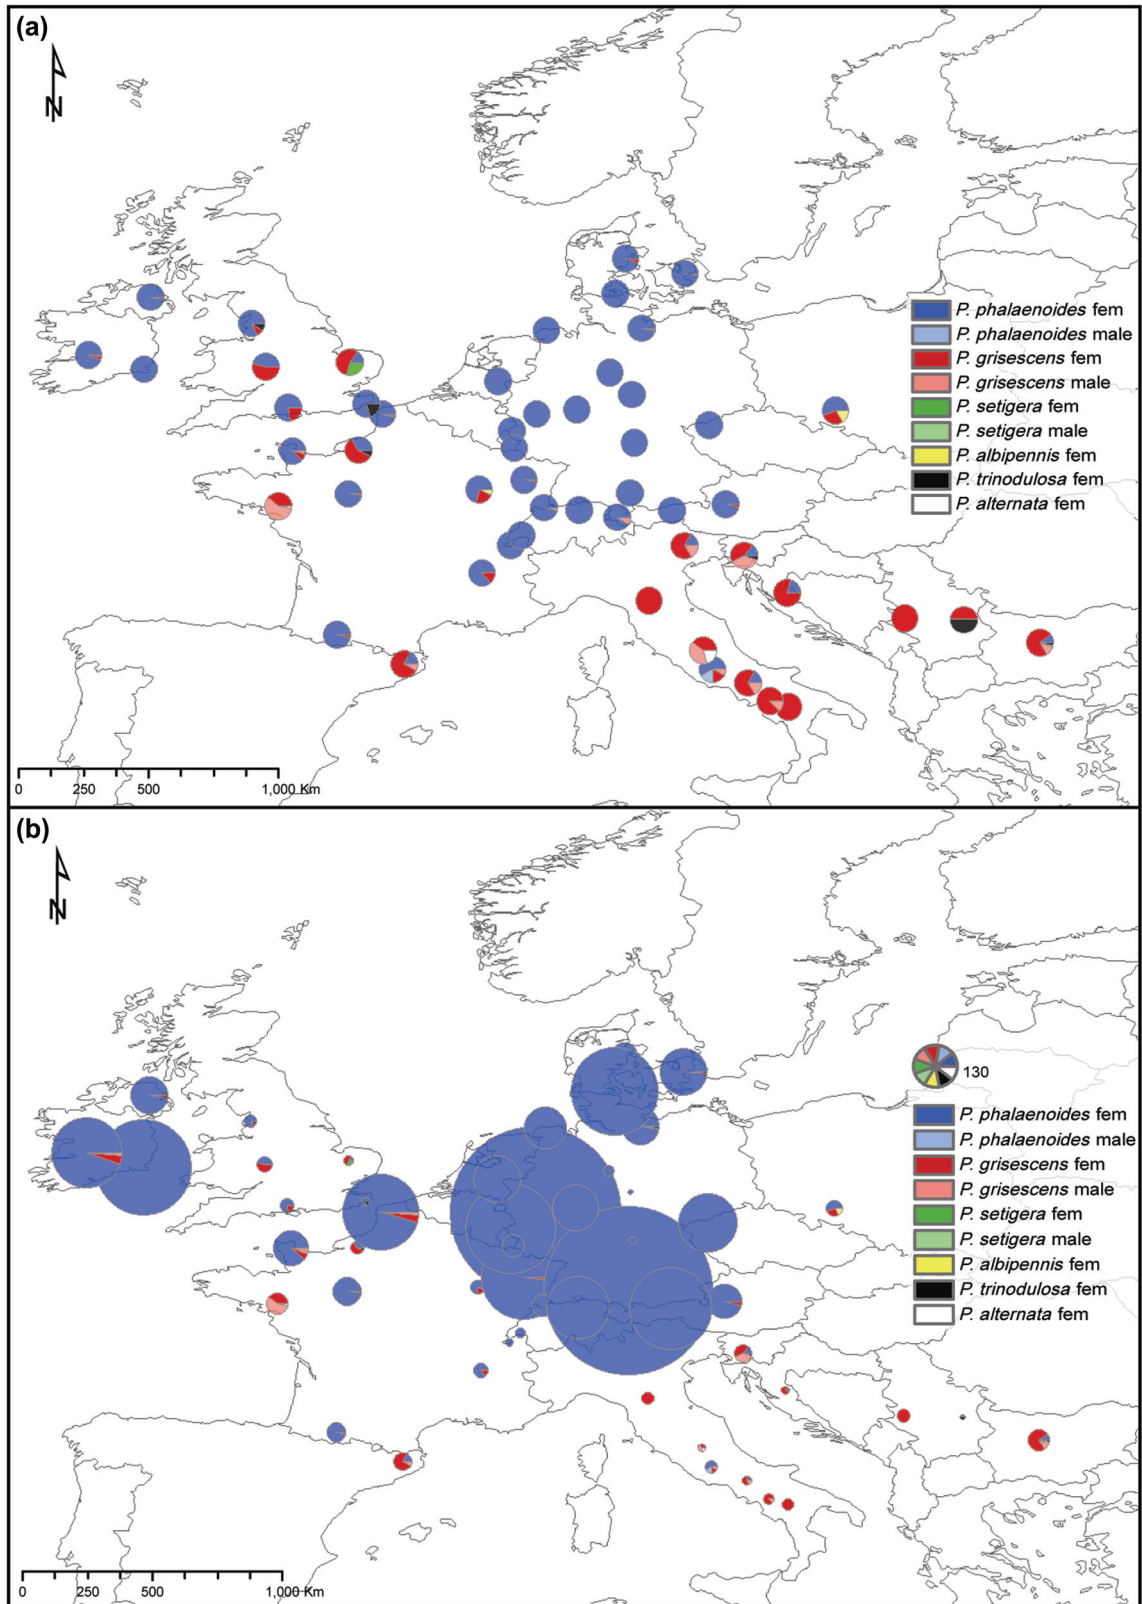 (a)
N
P. phalaenoides fem
P. phalaenoides male
P. grisescens fem
P. grisescens male
P. setigera fem
P. setigera male
P. albipennis fem
P. trinodulosa fem
P. alternata fem
0 250 500 1,000 Km
(b)
N
130
P. phalaenoides fem
P. phalaenoides male
P. grisescens fem
P. grisescens male
P. setigera fem
P. setigera male
P. albipennis fem
P. trinodulosa fem
P. alternata fem
0 250 500 1,000 Km